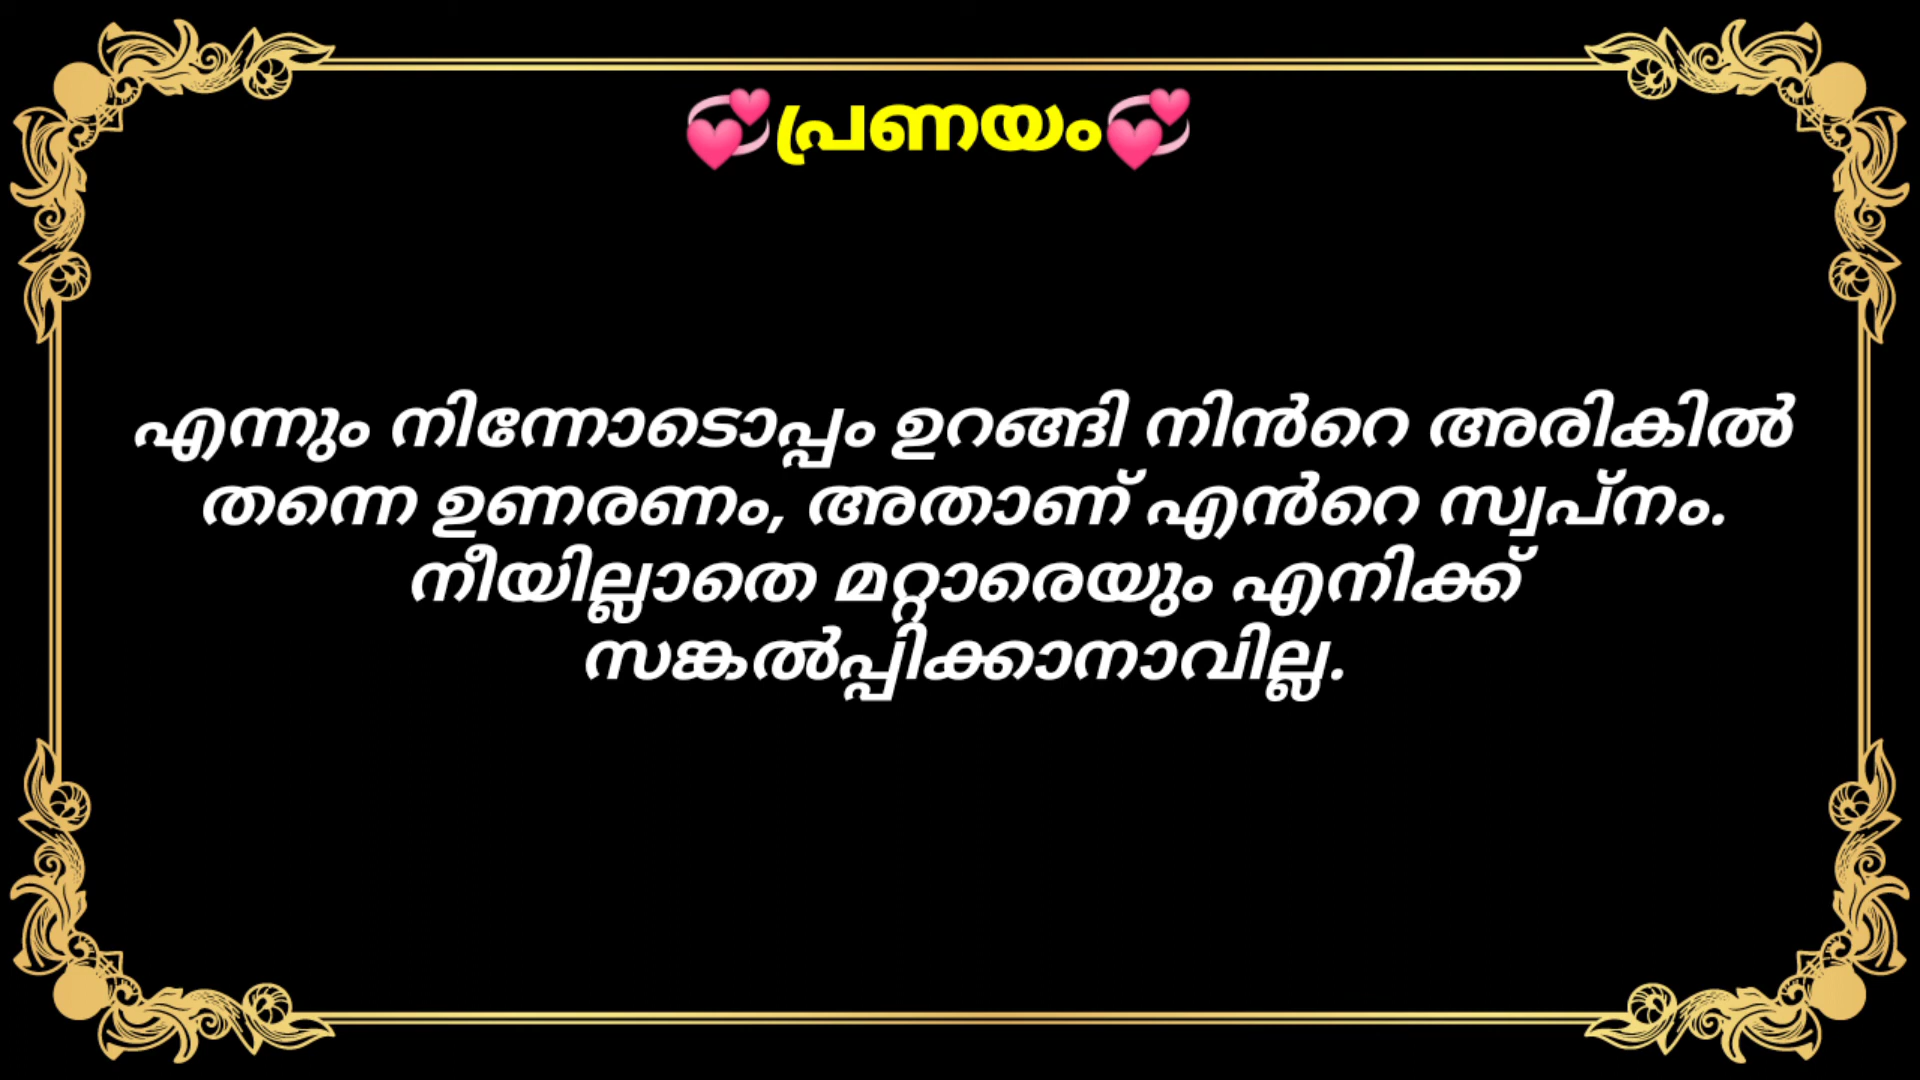 💞പ്രണയം💞
എന്നും നിന്നോടൊപ്പം ഉറങ്ങി നിൻറെ അരികിൽ
തന്നെ ഉണരണം, അതാണ് എൻറെ സ്വപ്നം.
നീയില്ലാതെ മറ്റാരെയും എനിക്ക്
സങ്കൽപ്പിക്കാനാവില്ല.